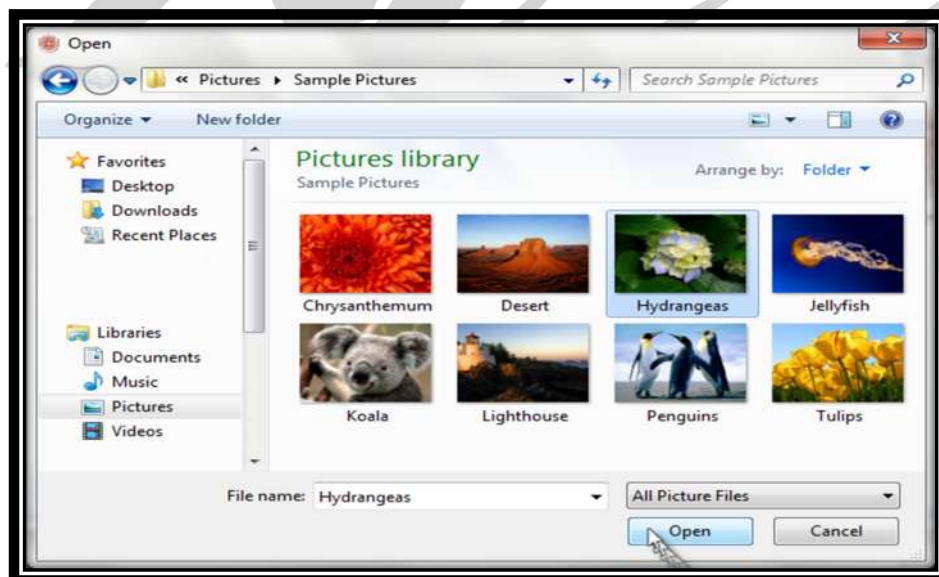 Open
« Pictures Sample Pictures
Search Sample Pictures
Organize New folder
Favorites
Desktop
Downloads
Recent Places
Libraries
Documents
Music
Pictures
Videos
Pictures library
Sample Pictures
Arrange by: Folder
Chrysanthemum Desert Hydrangeas Jellyfish
Koala Lighthouse Penguins Tulips
File name: Hydrangeas All Picture Files
Open Cancel